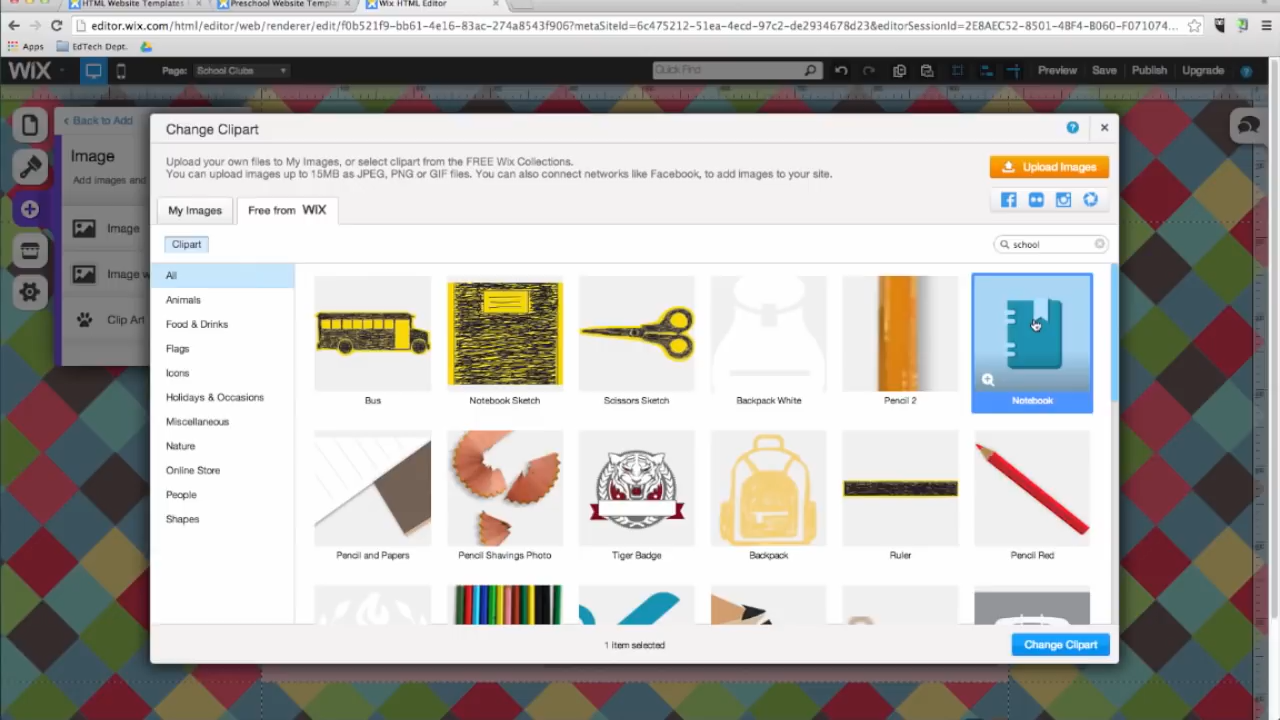 HTML Website Templates
Preschool Website Templa
Wix HTML Editor
editor.wix.com/html/editor/web/renderer/edit/f0b521f9-bb61-4e16-83ac-274a8543f906?metaSiteId=6c475212-51ea-4ecd-97c2-de2934678d23&editorSessionId=2E8AEC52-8501-4BF4-B060-F071074...
Apps
EdTech Dept.
WiX
Page:
School Clubs
Quick Find
Preview
Save
Publish
Upgrade
?
< Back to Add
Image
Add images and
Image
Image w
Clip Art
Change Clipart
?
Upload your own files to My Images, or select clipart from the FREE Wix Collections.
You can upload images up to 15MB as JPEG, PNG or GIF files. You can also connect networks like Facebook, to add images to your site.
Upload Images
My Images
Free from WiX
Clipart
school
All
Animals
Food & Drinks
Flags
Icons
Holidays & Occasions
Miscellaneous
Nature
Online Store
People
Shapes
Bus
Notebook Sketch
Scissors Sketch
Backpack White
Pencil 2
Notebook
Pencil and Papers
Pencil Shavings Photo
Tiger Badge
Backpack
Ruler
Pencil Red
1 item selected
Change Clipart